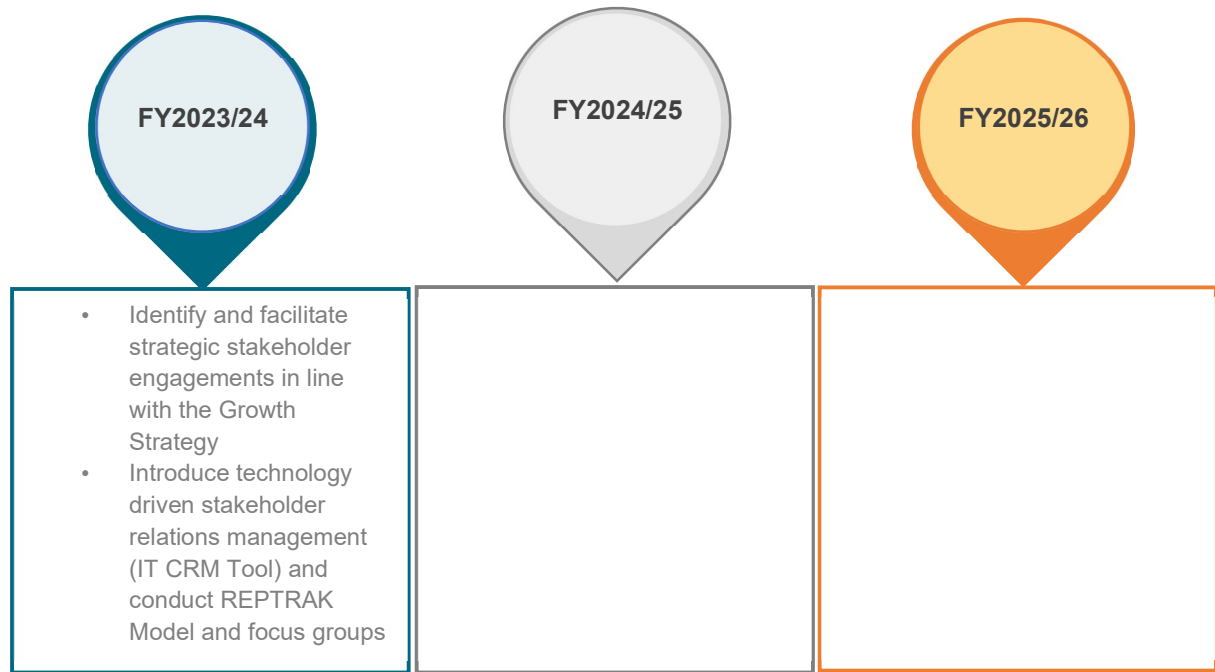 FY2023/24
FY2024/25
FY2025/26
• Identify and facilitate
strategic stakeholder
engagements in line
with the Growth
Strategy
• Introduce technology
driven stakeholder
relations management
(IT CRM Tool) and
conduct REPTRAK
Model and focus groups